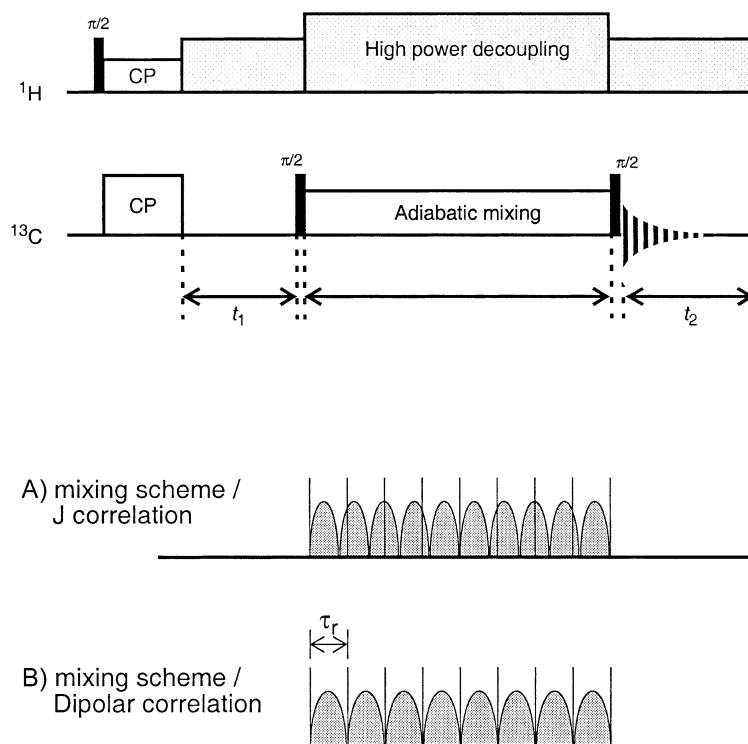 π/2
High power decoupling
CP
¹H
π/2
π/2
CP
Adiabatic mixing
¹³C
t₁
t₂
A) mixing scheme /
J correlation
τᵣ
B) mixing scheme /
Dipolar correlation